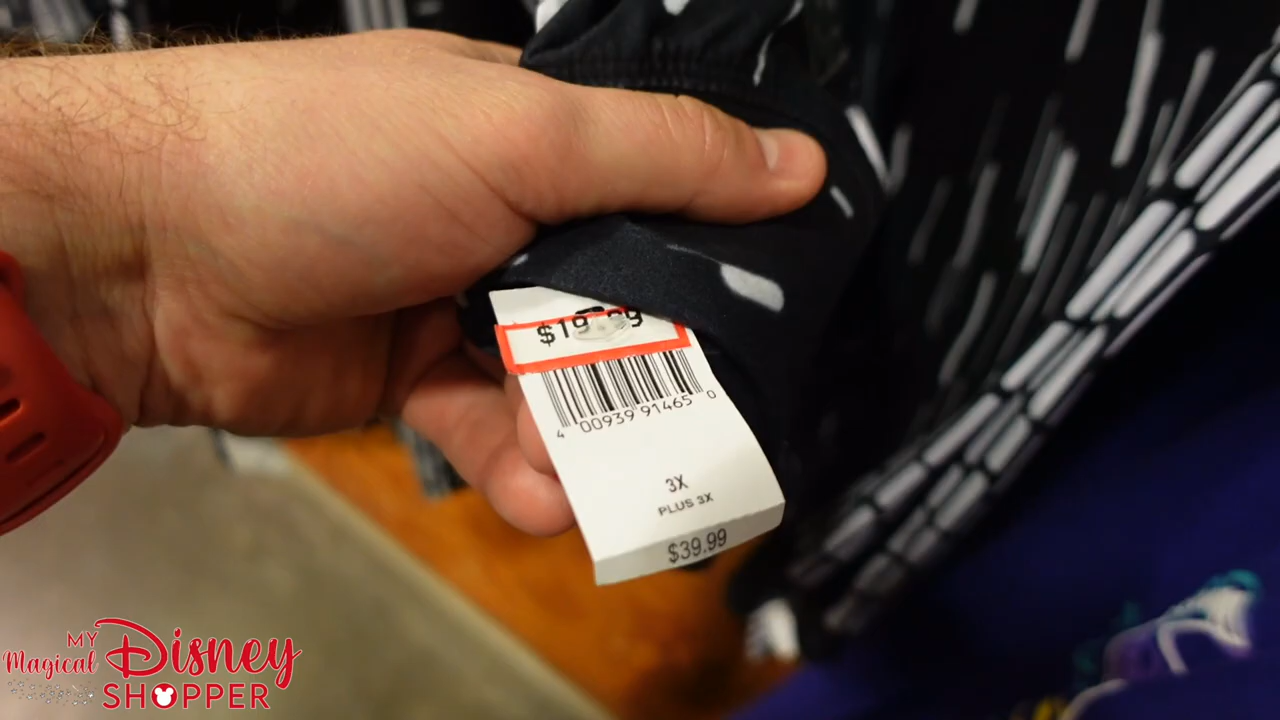 3X
PLUS 3X
$39.99
4 00939 91465 0
MY
Magical Disney
SHOPPER